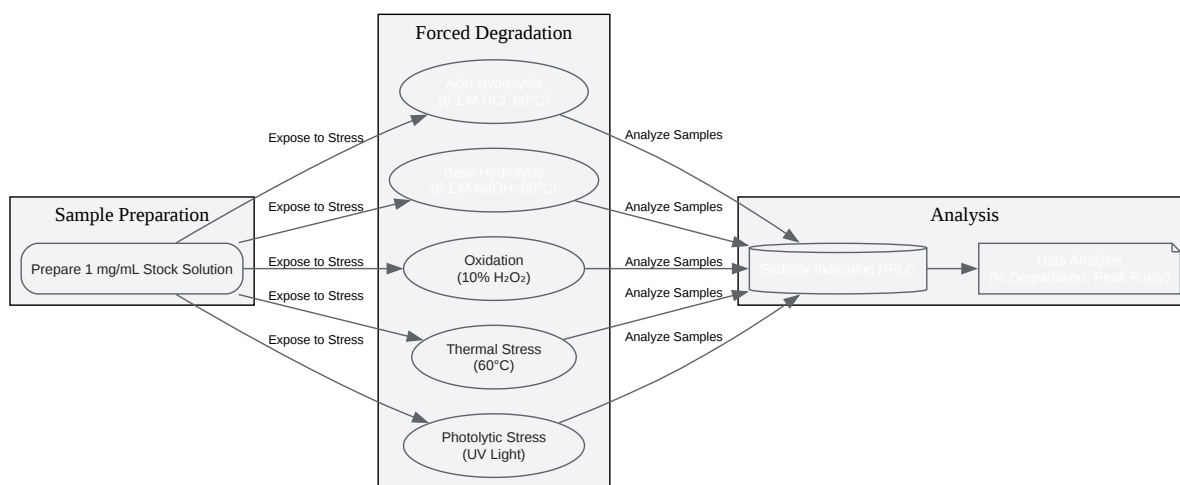 Forced Degradation
Acid Hydrolysis
(0.1 M HCl, 60°C)
Expose to Stress
Analyze Samples
Base Hydrolysis
(0.1 M NaOH, 60°C)
Expose to Stress
Analyze Samples
Sample Preparation
Analysis
Prepare 1 mg/mL Stock Solution
Expose to Stress
Oxidation
(10% H₂O₂)
Analyze Samples
Stability-Indicating HPLC
Data Analysis
(% Degradation, Peak Purity)
Expose to Stress
Analyze Samples
Thermal Stress
(60°C)
Expose to Stress
Analyze Samples
Photolytic Stress
(UV Light)